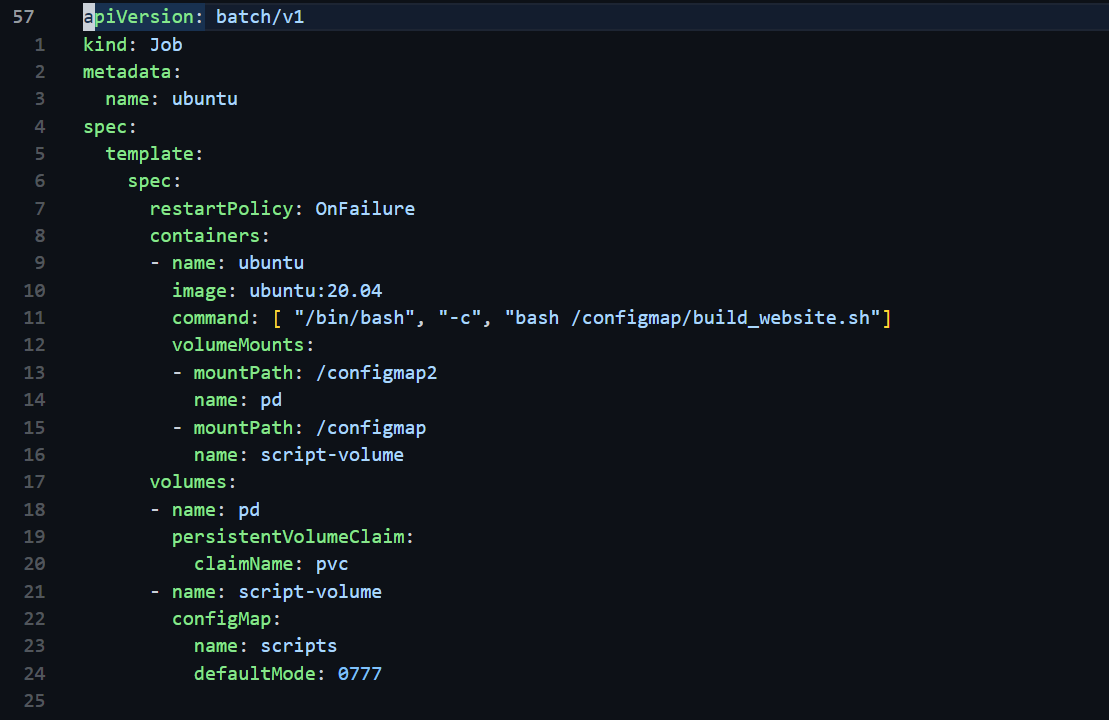 57 apiVersion: batch/v1
1 kind: Job
2 metadata:
3   name: ubuntu
4 spec:
5   template:
6     spec:
7       restartPolicy: OnFailure
8       containers:
9       - name: ubuntu
10         image: ubuntu:20.04
11         command: [ "/bin/bash", "-c", "bash /configmap/build_website.sh"]
12         volumeMounts:
13         - mountPath: /configmap2
14           name: pd
15         - mountPath: /configmap
16           name: script-volume
17       volumes:
18       - name: pd
19         persistentVolumeClaim:
20           claimName: pvc
21       - name: script-volume
22         configMap:
23           name: scripts
24           defaultMode: 0777
25